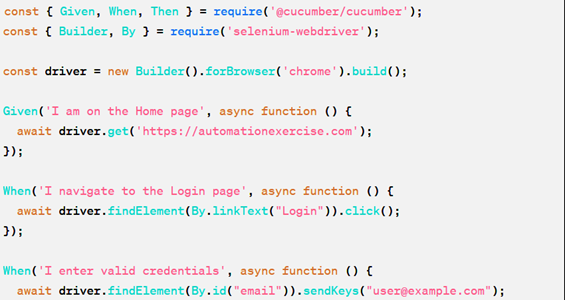 const { Given, When, Then } = require('@cucumber/cucumber');
const { Builder, By } = require('selenium-webdriver');
const driver = new Builder().forBrowser('chrome').build();
Given('I am on the Home page', async function () {
  await driver.get('https://automationexercise.com');
});
When('I navigate to the Login page', async function () {
  await driver.findElement(By.linkText("Login")).click();
});
When('I enter valid credentials', async function () {
  await driver.findElement(By.id("email")).sendKeys("user@example.com");